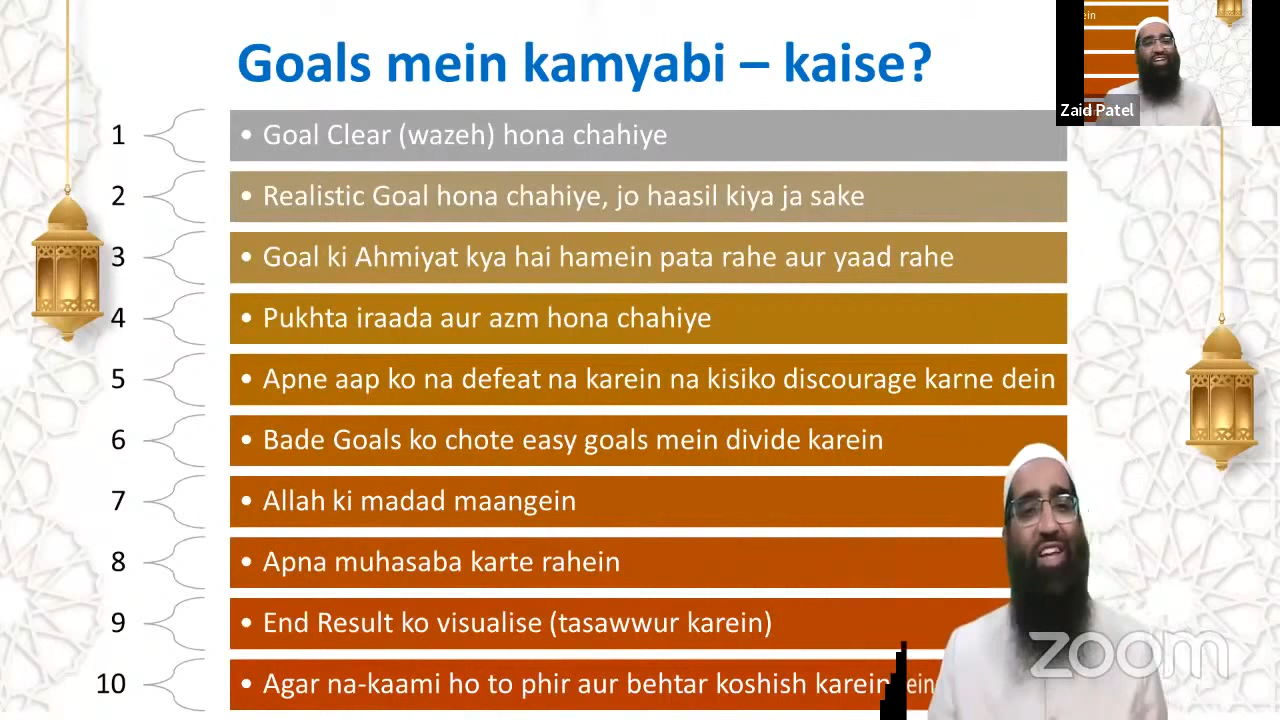 Goals mein kamyabi – kaise?
ein
Zaid Patel
1 • Goal Clear (wazeh) hona chahiye
2 • Realistic Goal hona chahiye, jo haasil kiya ja sake
3 • Goal ki Ahmiyat kya hai hamein pata rahe aur yaad rahe
4 • Pukhta iraada aur azm hona chahiye
5 • Apne aap ko na defeat na karein na kisiko discourage karne dein
6 • Bade Goals ko chote easy goals mein divide karein
7 • Allah ki madad maangein
8 • Apna muhasaba karte rahein
9 • End Result ko visualise (tasawwur karein)
zoom
10 • Agar na-kaami ho to phir aur behtar koshish karein ein